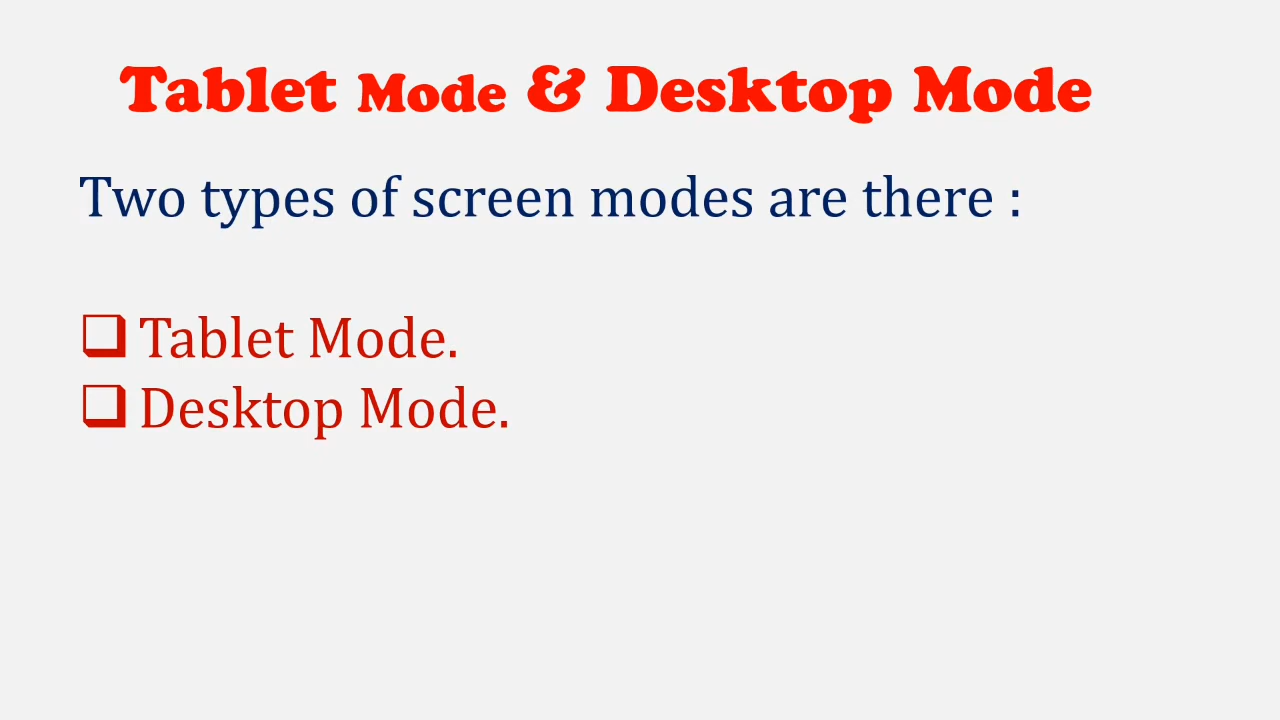 Tablet Mode & Desktop Mode
Two types of screen modes are there :
❑ Tablet Mode.
❑ Desktop Mode.